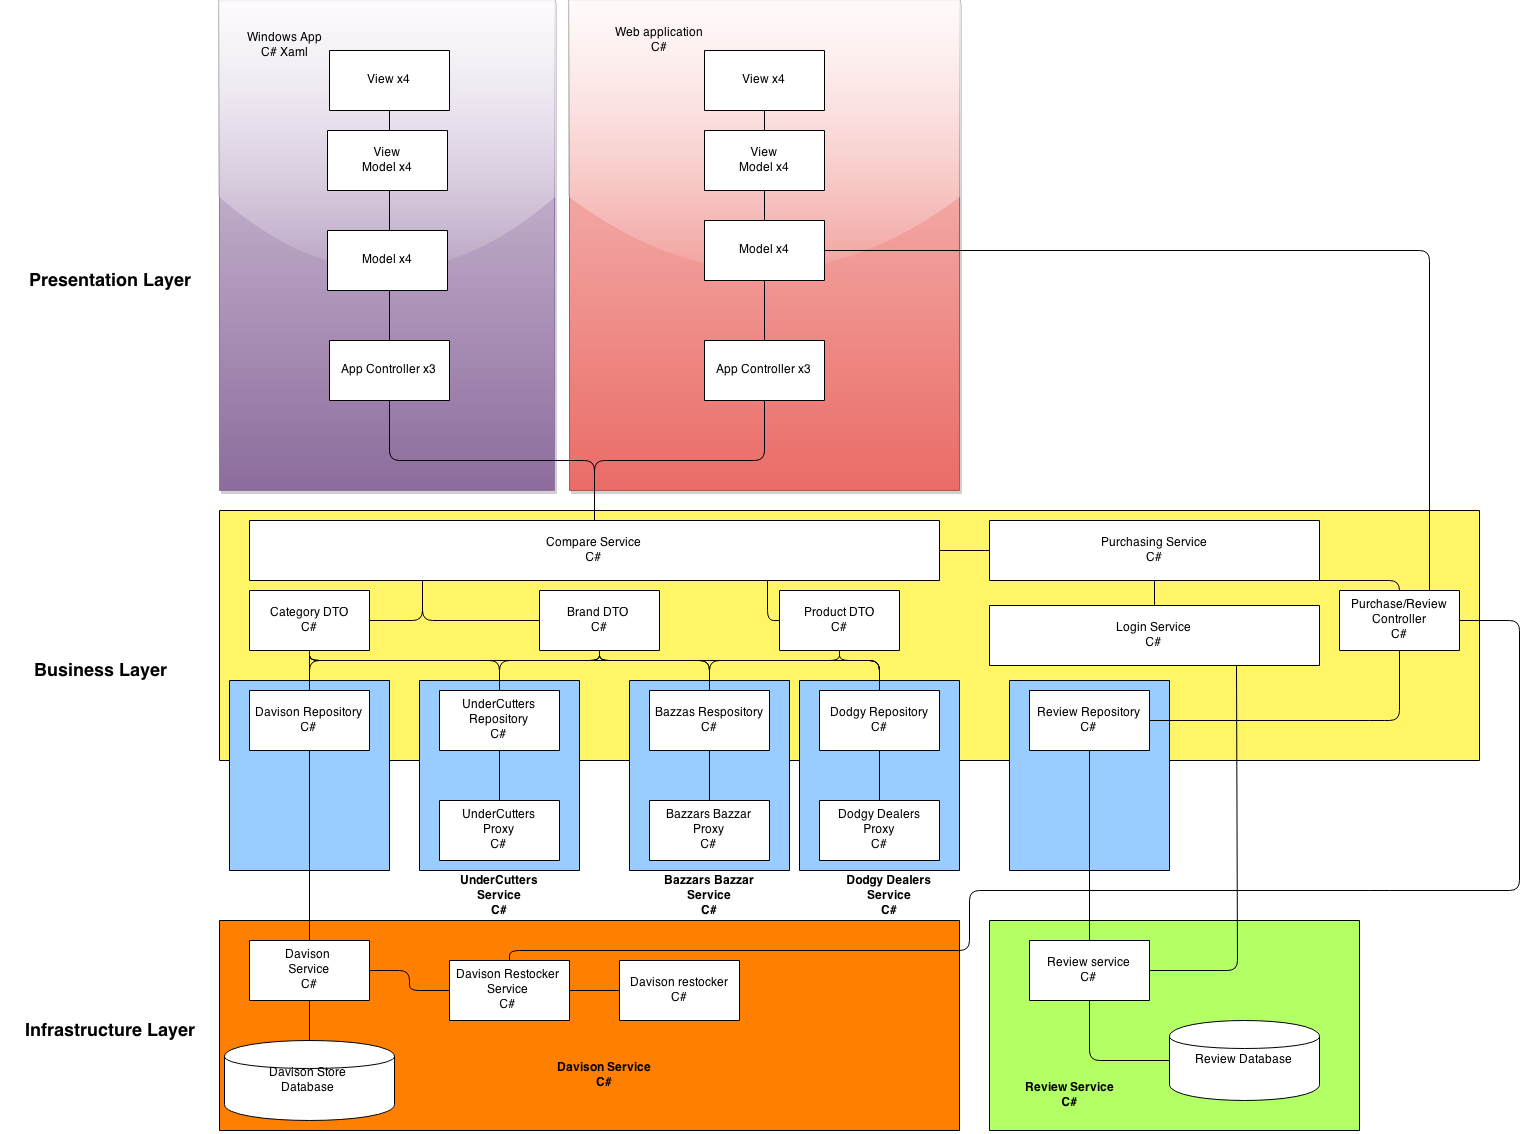 Windows App
C# Xaml
Web application
C#
View x4
View x4
View
Model x4
View
Model x4
Model x4
Model x4
Presentation Layer
App Controller x3
App Controller x3
Compare Service
C#
Purchasing Service
C#
Category DTO
C#
Brand DTO
C#
Product DTO
C#
Login Service
C#
Purchase/Review
Controller
C#
Business Layer
Davison Repository
C#
UnderCutters
Repository
C#
Bazzas Respository
C#
Dodgy Repository
C#
Review Repository
C#
UnderCutters
Proxy
C#
Bazzars Bazzar
Proxy
C#
Dodgy Dealers
Proxy
C#
UnderCutters
Service
C#
Bazzars Bazzar
Service
C#
Dodgy Dealers
Service
C#
Davison
Service
C#
Davison Restocker
Service
C#
Davison restocker
C#
Review service
C#
Infrastructure Layer
Davison Store
Database
Davison Service
C#
Review Database
Review Service
C#